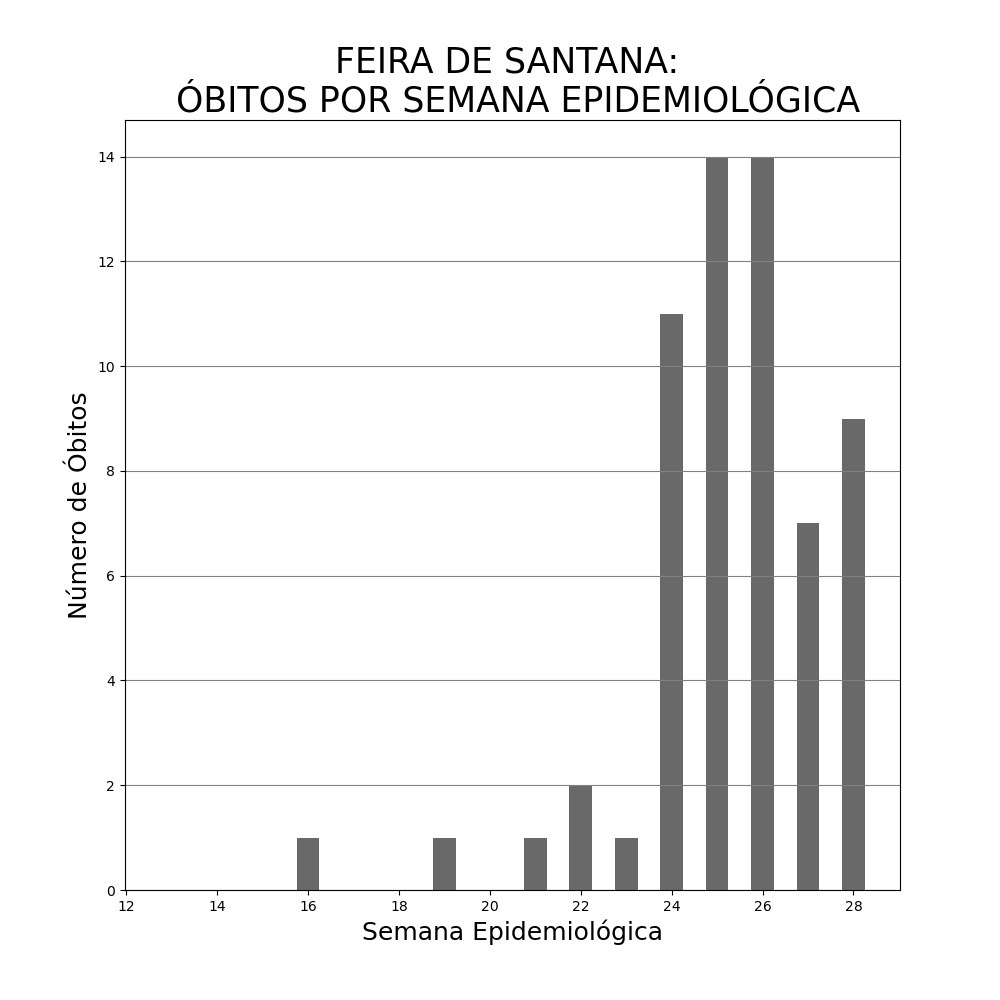 FEIRA DE SANTANA:
ÓBITOS POR SEMANA EPIDEMIOLÓGICA
Número de Óbitos
14
12
10
8
6
4
2
0
12 14 16 18 20 22 24 26 28
Semana Epidemiológica